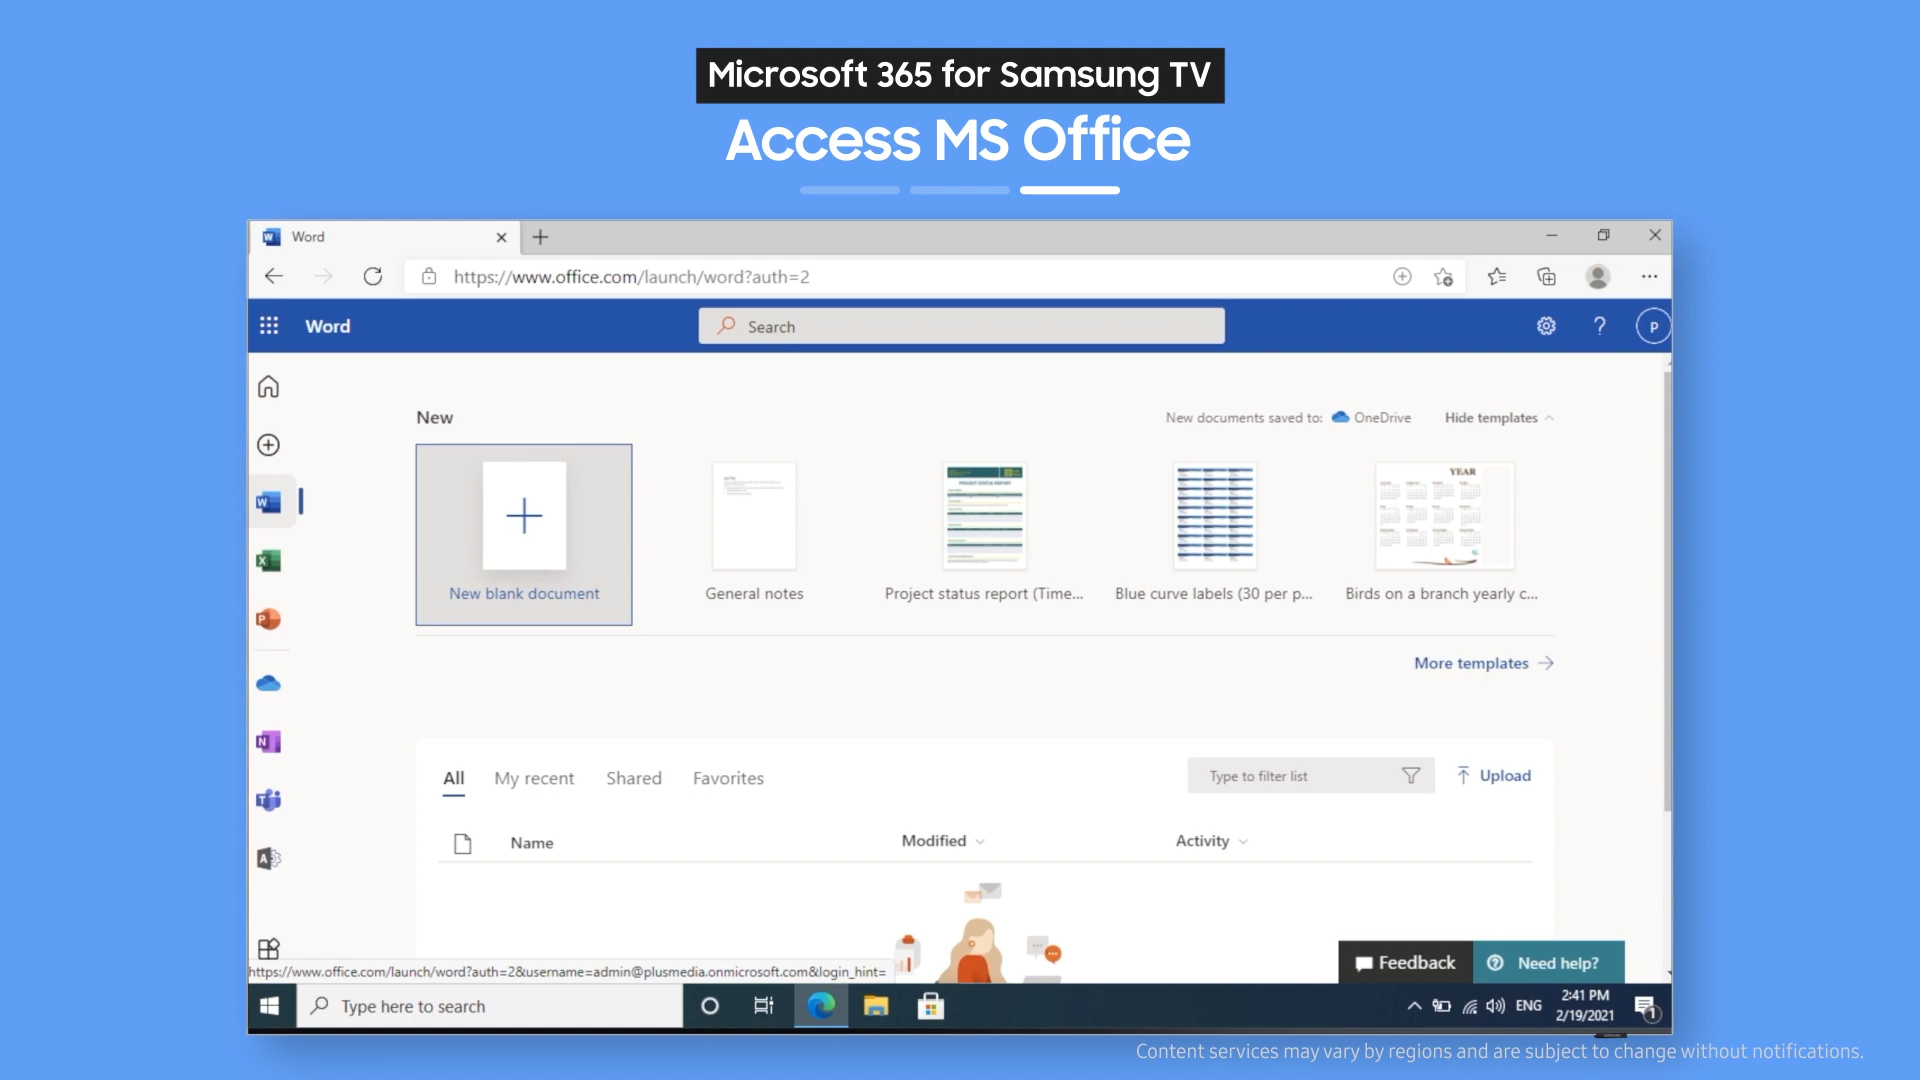 Microsoft 365 for Samsung TV
Access MS Office
Word
https://www.office.com/launch/word?auth=2
Word
Search
P
New
New documents saved to: OneDrive
Hide templates
New blank document
General notes
PROJECT STATUS REPORT
Project status report (Time...
Blue curve labels (30 per p...
YEAR
Birds on a branch yearly c...
More templates
All
My recent
Shared
Favorites
Type to filter list
Upload
Name
Modified
Activity
Feedback
Need help?
https://www.office.com/launch/word?auth=2&username=admin@plusmedia.onmicrosoft.com&login_hint=
Type here to search
ENG
2:41 PM
2/19/2021
1
Content services may vary by regions and are subject to change without notifications.